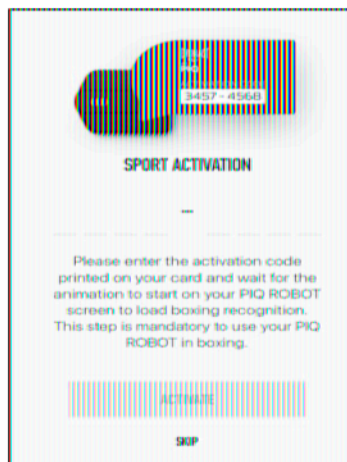 3457 - 4568
SPORT ACTIVATION
Please enter the activation code
printed on your card and wait for the
animation to start on your PIQ ROBOT
screen to load boxing recognition.
This step is mandatory to use your PIQ
ROBOT in boxing.
ACTIVATE
SKIP